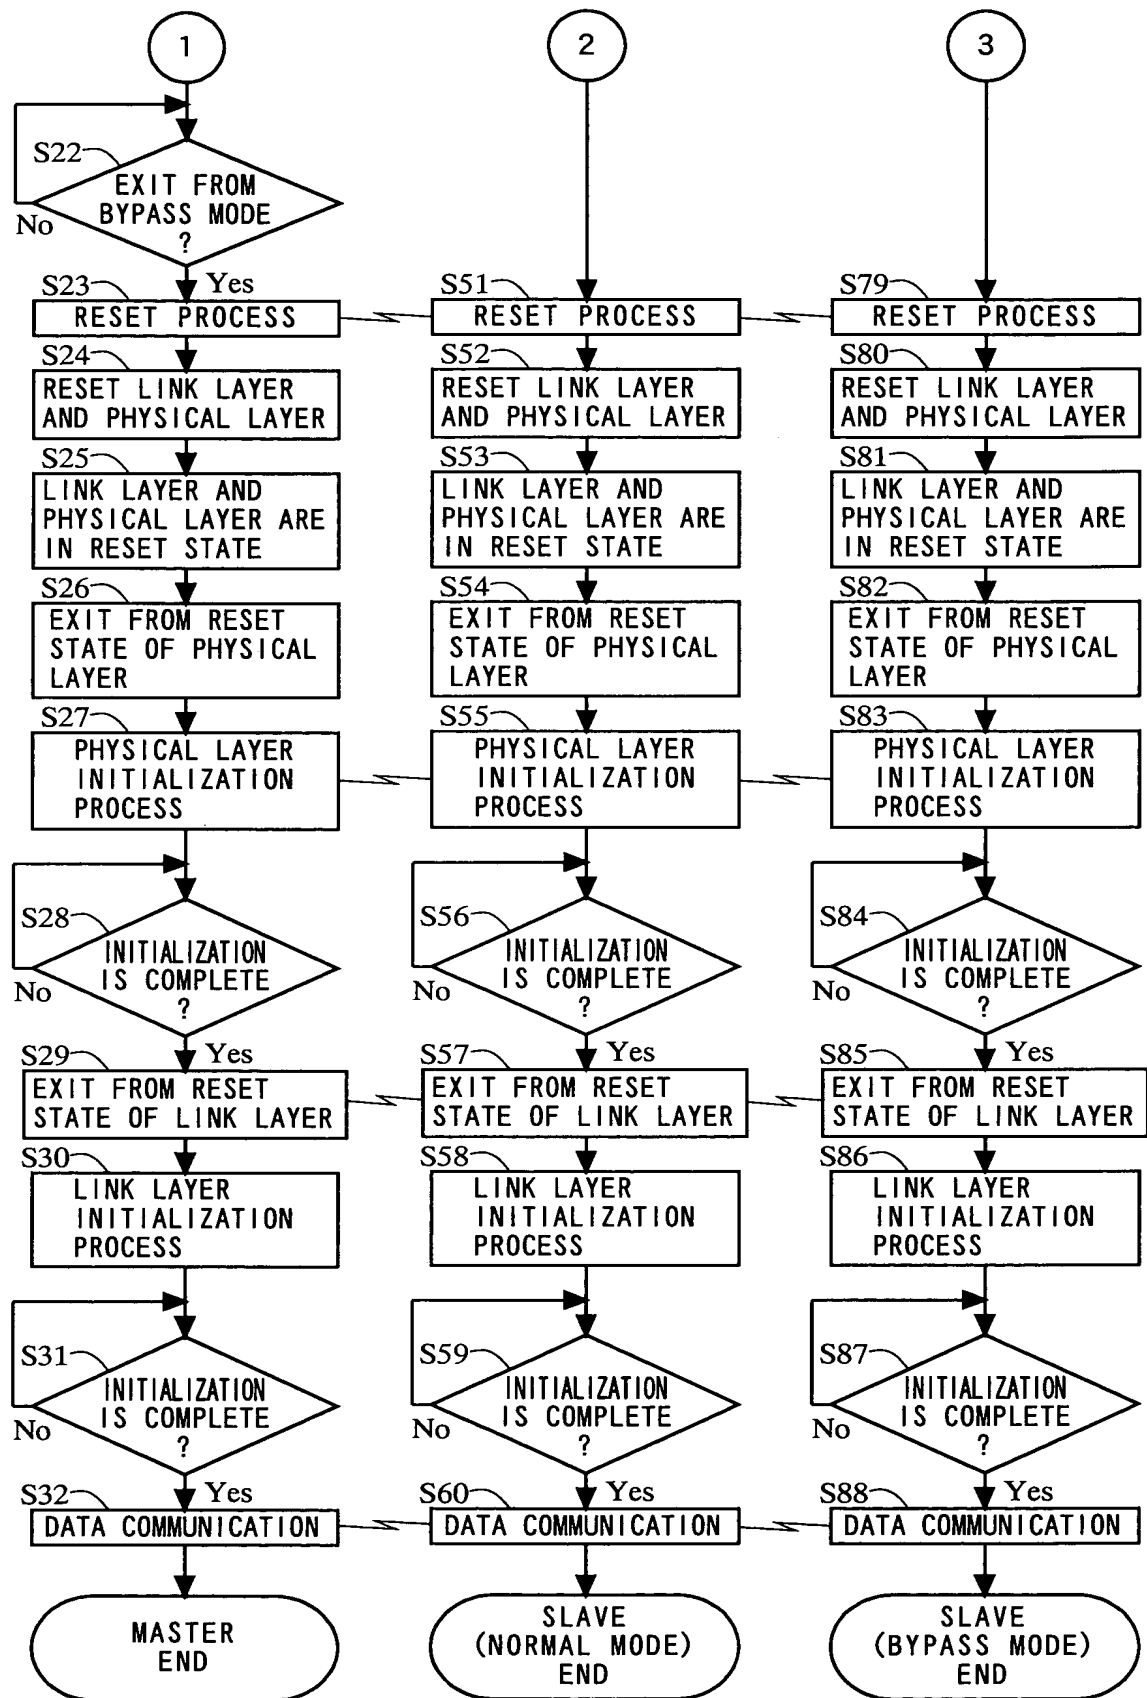 1
2
3
S22
EXIT FROM
BYPASS MODE
?
No
Yes
S23
RESET PROCESS
S51
RESET PROCESS
S79
RESET PROCESS
S24
RESET LINK LAYER
AND PHYSICAL LAYER
S52
RESET LINK LAYER
AND PHYSICAL LAYER
S80
RESET LINK LAYER
AND PHYSICAL LAYER
S25
LINK LAYER AND
PHYSICAL LAYER ARE
IN RESET STATE
S53
LINK LAYER AND
PHYSICAL LAYER ARE
IN RESET STATE
S81
LINK LAYER AND
PHYSICAL LAYER ARE
IN RESET STATE
S26
EXIT FROM RESET
STATE OF PHYSICAL
LAYER
S54
EXIT FROM RESET
STATE OF PHYSICAL
LAYER
S82
EXIT FROM RESET
STATE OF PHYSICAL
LAYER
S27
PHYSICAL LAYER
INITIALIZATION
PROCESS
S55
PHYSICAL LAYER
INITIALIZATION
PROCESS
S83
PHYSICAL LAYER
INITIALIZATION
PROCESS
S28
INITIALIZATION
IS COMPLETE
?
No
Yes
S56
INITIALIZATION
IS COMPLETE
?
No
Yes
S84
INITIALIZATION
IS COMPLETE
?
No
Yes
S29
EXIT FROM RESET
STATE OF LINK LAYER
S57
EXIT FROM RESET
STATE OF LINK LAYER
S85
EXIT FROM RESET
STATE OF LINK LAYER
S30
LINK LAYER
INITIALIZATION
PROCESS
S58
LINK LAYER
INITIALIZATION
PROCESS
S86
LINK LAYER
INITIALIZATION
PROCESS
S31
INITIALIZATION
IS COMPLETE
?
No
Yes
S59
INITIALIZATION
IS COMPLETE
?
No
Yes
S87
INITIALIZATION
IS COMPLETE
?
No
Yes
S32
DATA COMMUNICATION
S60
DATA COMMUNICATION
S88
DATA COMMUNICATION
MASTER
END
SLAVE
(NORMAL MODE)
END
SLAVE
(BYPASS MODE)
END